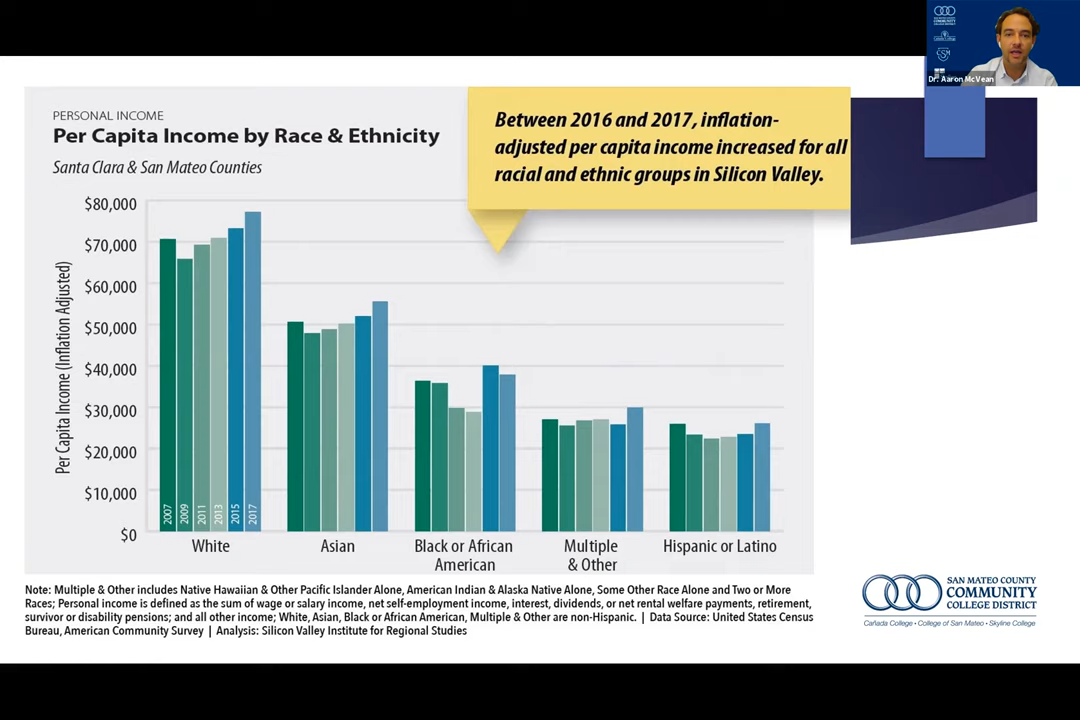 Dr. Aaron McVean
PERSONAL INCOME
Per Capita Income by Race & Ethnicity
Santa Clara & San Mateo Counties
Between 2016 and 2017, inflation-
adjusted per capita income increased for all
racial and ethnic groups in Silicon Valley.
Per Capita Income (Inflation Adjusted)
$80,000
$70,000
$60,000
$50,000
$40,000
$30,000
$20,000
$10,000
$0
2007
2009
2011
2013
2015
2017
White
Asian
Black or African
American
Multiple
& Other
Hispanic or Latino
Note: Multiple & Other includes Native Hawaiian & Other Pacific Islander Alone, American Indian & Alaska Native Alone, Some Other Race Alone and Two or More
Races; Personal income is defined as the sum of wage or salary income, net self-employment income, interest, dividends, or net rental welfare payments, retirement,
survivor or disability pensions; and all other income; White, Asian, Black or African American, Multiple & Other are non-Hispanic. | Data Source: United States Census
Bureau, American Community Survey | Analysis: Silicon Valley Institute for Regional Studies
SAN MATEO COUNTY
COMMUNITY
COLLEGE DISTRICT
Cañada College • College of San Mateo • Skyline College